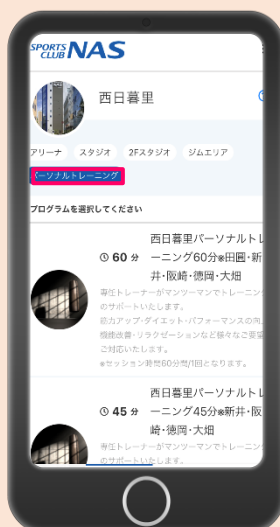 SPORTS
CLUB NAS
西日暮里
アリーナ スタジオ 2Fスタジオ ジムエリア
パーソナルトレーニング
プログラムを選択してください
西日暮里パーソナルトレ
60 分 ーニング60分※田圓・新
井・阪崎・徳岡・大畑
専任トレーナーがマンツーマンでトレーニン
のサポートいたします。
筋力アップ・ダイエット・パフォーマンスの向
機能改善・リラクゼーションなど様々なご要望
ご対応いたします。
※セッション時間60分間/1回となります。
西日暮里パーソナルトレ
45 分 ーニング45分※新井・阪
崎・徳岡・大畑
専任トレーナーがマンツーマンでトレーニン
のサポートいたします。